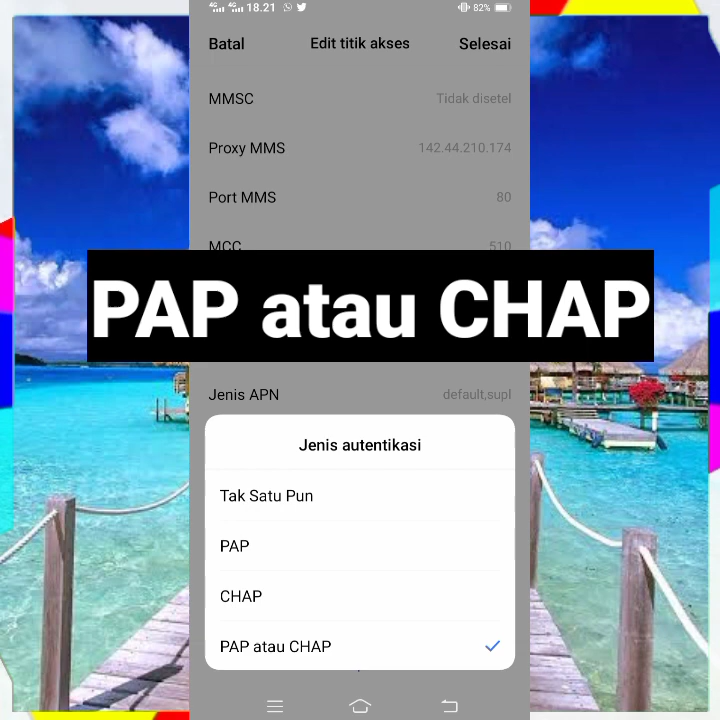 4G 4G 18.21 82%
Batal Edit titik akses Selesai
MMSC Tidak disetel
Proxy MMS 142.44.210.174
Port MMS 80
MCC 510
PAP atau CHAP
Jenis APN default,supl
Jenis autentikasi
Tak Satu Pun
PAP
CHAP
PAP atau CHAP